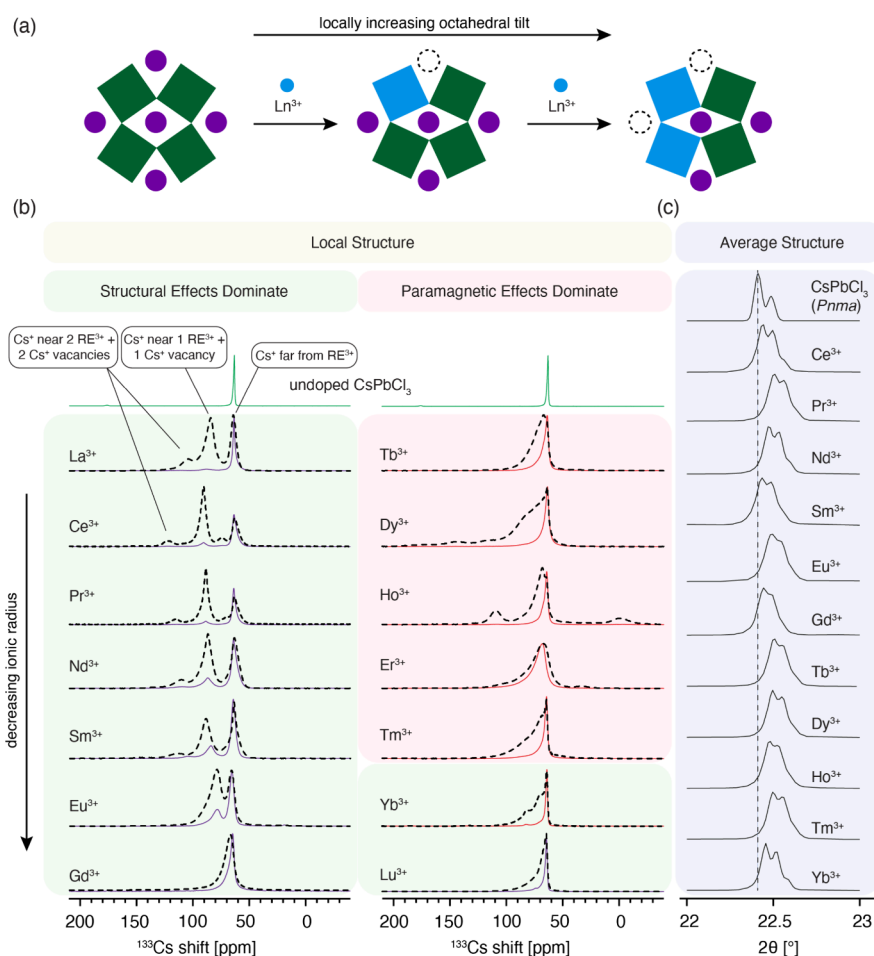 (a)
locally increasing octahedral tilt
Ln³⁺
Ln³⁺
(b)
(c)
Local Structure
Average Structure
Structural Effects Dominate
Paramagnetic Effects Dominate
Cs⁺ near 2 RE³⁺ +
2 Cs⁺ vacancies
Cs⁺ near 1 RE³⁺ +
1 Cs⁺ vacancy
Cs⁺ far from RE³⁺
undoped CsPbCl₃
decreasing ionic radius
La³⁺
Ce³⁺
Pr³⁺
Nd³⁺
Sm³⁺
Eu³⁺
Gd³⁺
200 100 0
¹³³Cs shift [ppm]
Tb³⁺
Dy³⁺
Ho³⁺
Er³⁺
Tm³⁺
Yb³⁺
Lu³⁺
200 100 0
¹³³Cs shift [ppm]
CsPbCl₃
(Pnma)
Ce³⁺
Pr³⁺
Nd³⁺
Sm³⁺
Eu³⁺
Gd³⁺
Tb³⁺
Dy³⁺
Ho³⁺
Tm³⁺
Yb³⁺
22 22.5 23
2θ [°]